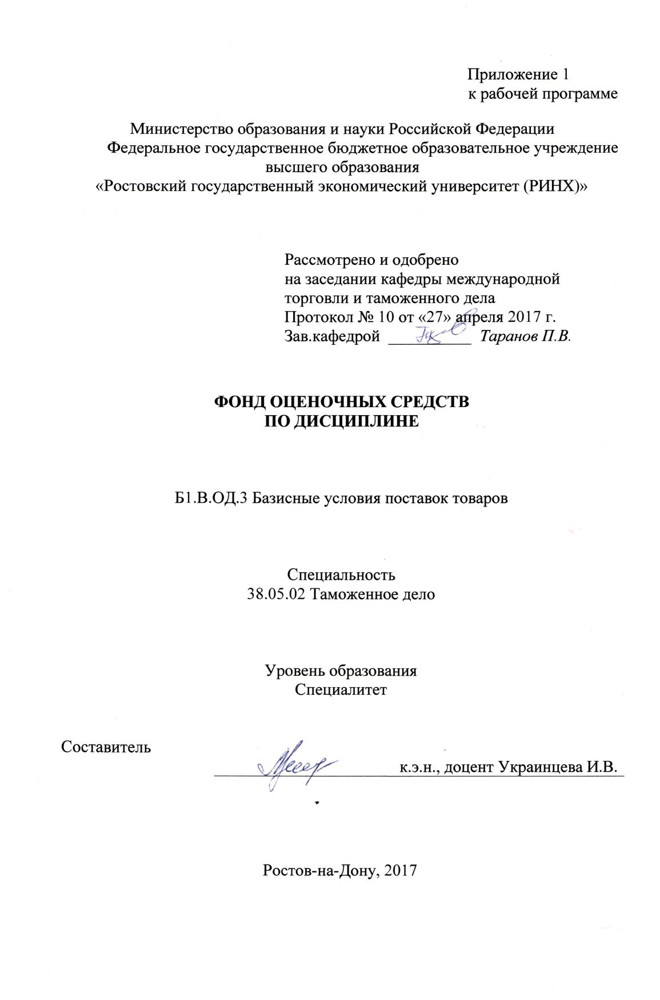 Приложение 1
к рабочей программе
Министерство образования и науки Российской Федерации
Федеральное государственное бюджетное образовательное учреждение
высшего образования
«Ростовский государственный экономический университет (РИНХ)»
Рассмотрено и одобрено
на заседании кафедры международной
торговли и таможенного дела
Протокол № 10 от «27» апреля 2017 г.
Зав.кафедрой __________ Таранов П.В.
ФОНД ОЦЕНОЧНЫХ СРЕДСТВ
ПО ДИСЦИПЛИНЕ
Б1.В.ОД.3 Базисные условия поставок товаров
Специальность
38.05.02 Таможенное дело
Уровень образования
Специалитет
Составитель
к.э.н., доцент Украинцева И.В.
Ростов-на-Дону, 2017